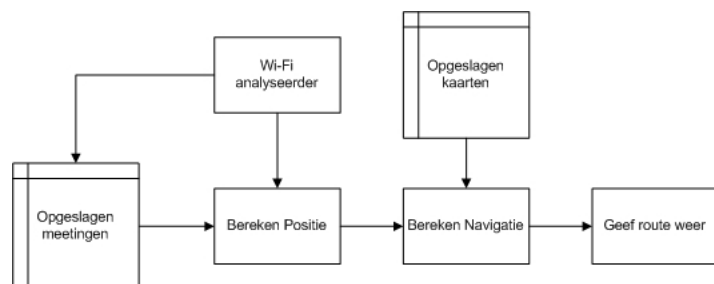 Wi-Fi
analyseerder
Opgeslagen
kaarten
Opgeslagen
meetingen
Bereken Positie
Bereken Navigatie
Geef route weer